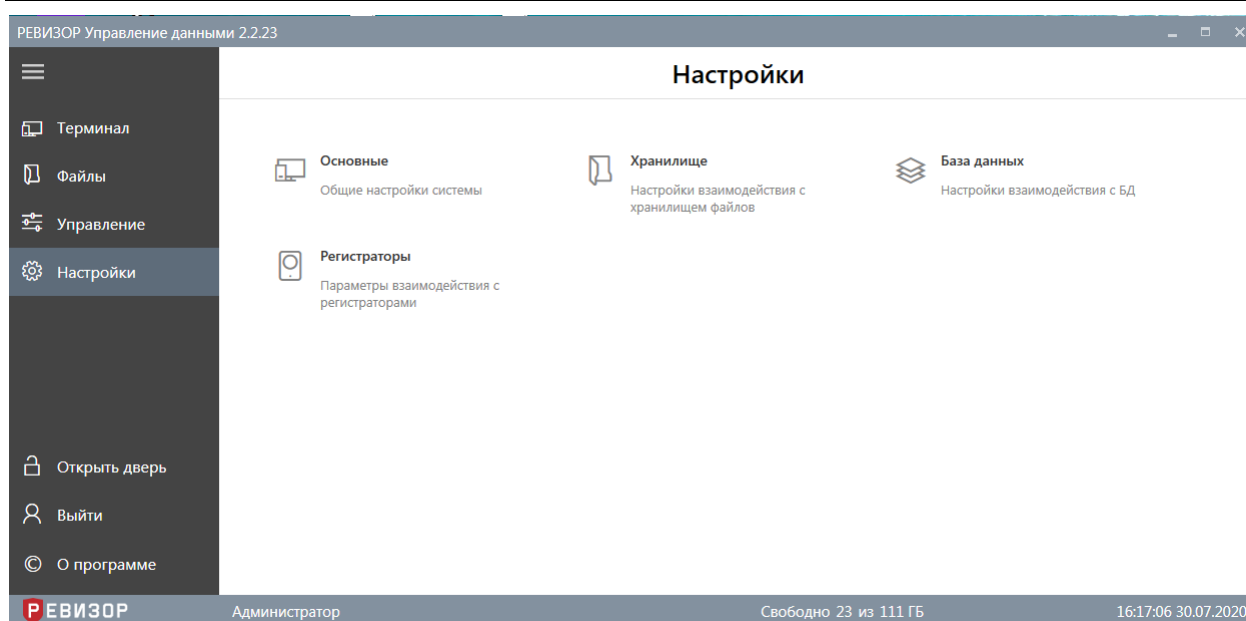 РЕВИЗОР Управление данными 2.2.23
Настройки
Терминал
Файлы
Управление
Настройки
Основные
Общие настройки системы
Хранилище
Настройки взаимодействия с
хранилищем файлов
База данных
Настройки взаимодействия с БД
Регистраторы
Параметры взаимодействия с
регистраторами
Открыть дверь
Выйти
© О программе
РЕВИЗОР
Администратор
Свободно 23 из 111 ГБ
16:17:06 30.07.2020